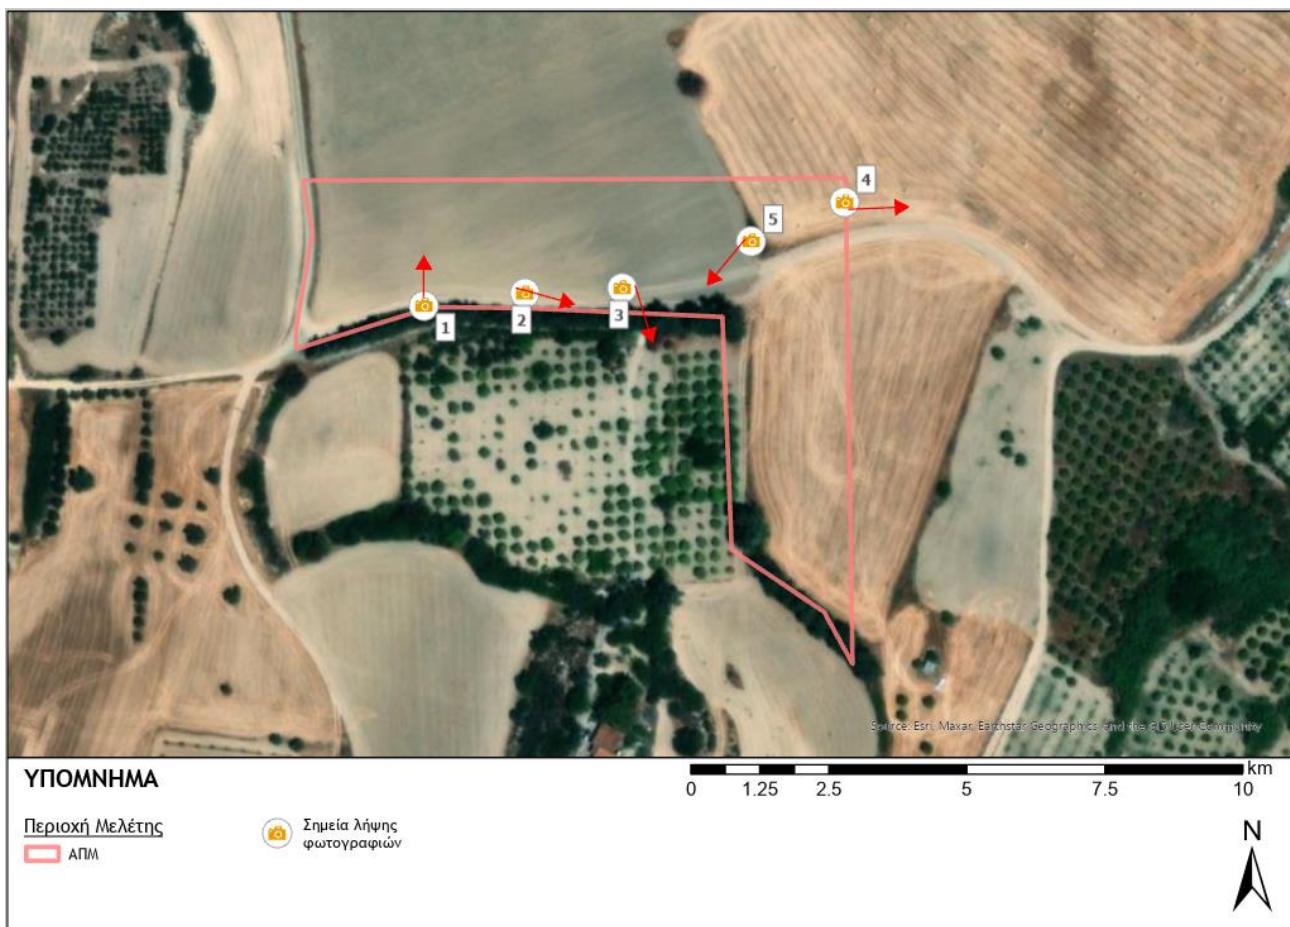 4
5
1
2
3
Source: Esri, Maxar, Earthstar Geographics, and the GIS User Community
ΥΠΟΜΝΗΜΑ
Περιοχή Μελέτης
ΑΠΜ
Σημεία λήψης
φωτογραφιών
km
0 1.25 2.5 5 7.5 10
N